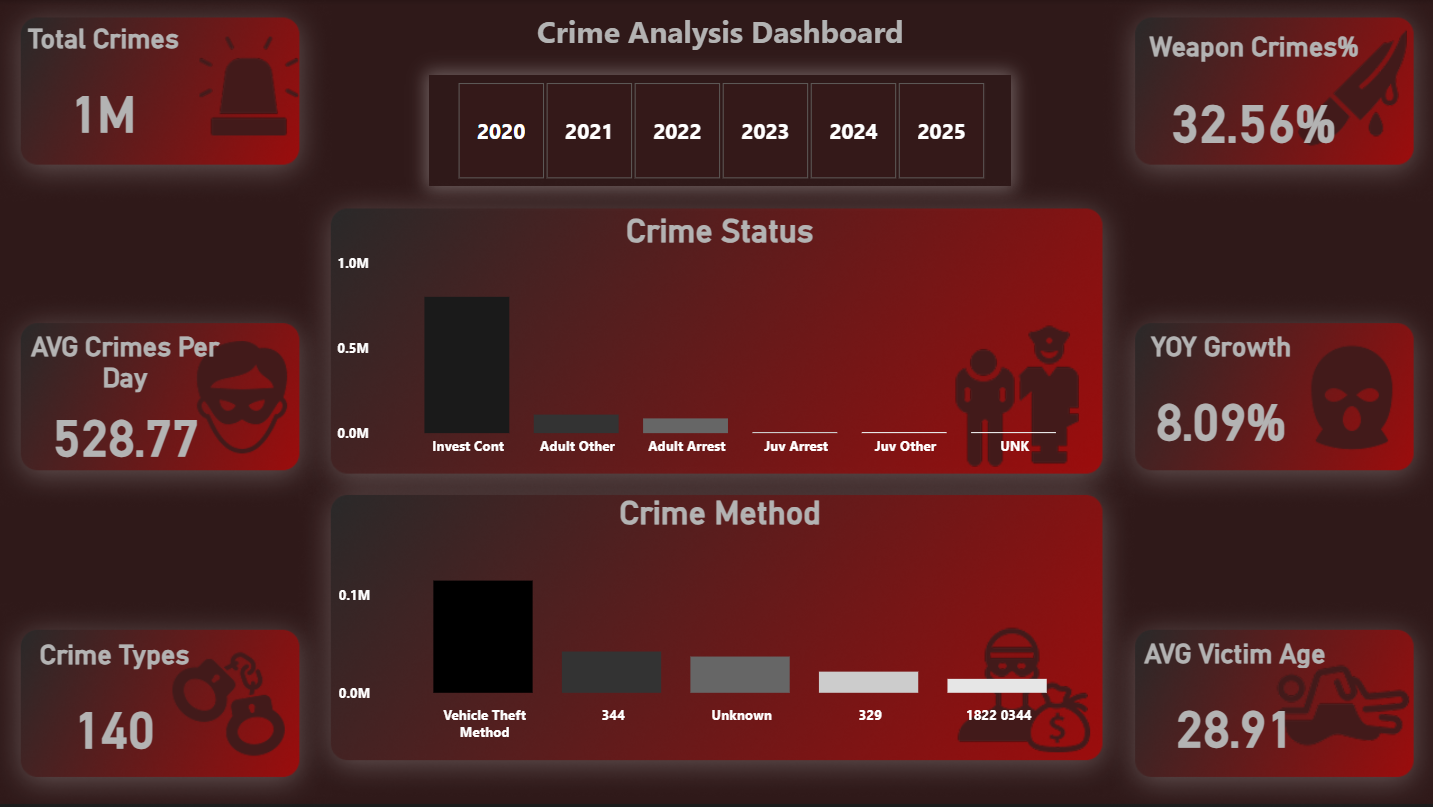 Total Crimes
1M
Crime Analysis Dashboard
2020 2021 2022 2023 2024 2025
Weapon Crimes%
32.56%
Crime Status
1.0M
0.5M
0.0M
Invest Cont Adult Other Adult Arrest Juv Arrest Juv Other UNK
AVG Crimes Per
Day
528.77
YOY Growth
8.09%
Crime Method
0.1M
0.0M
Vehicle Theft
Method
344 Unknown 329 1822 0344
$
Crime Types
140
AVG Victim Age
28.91